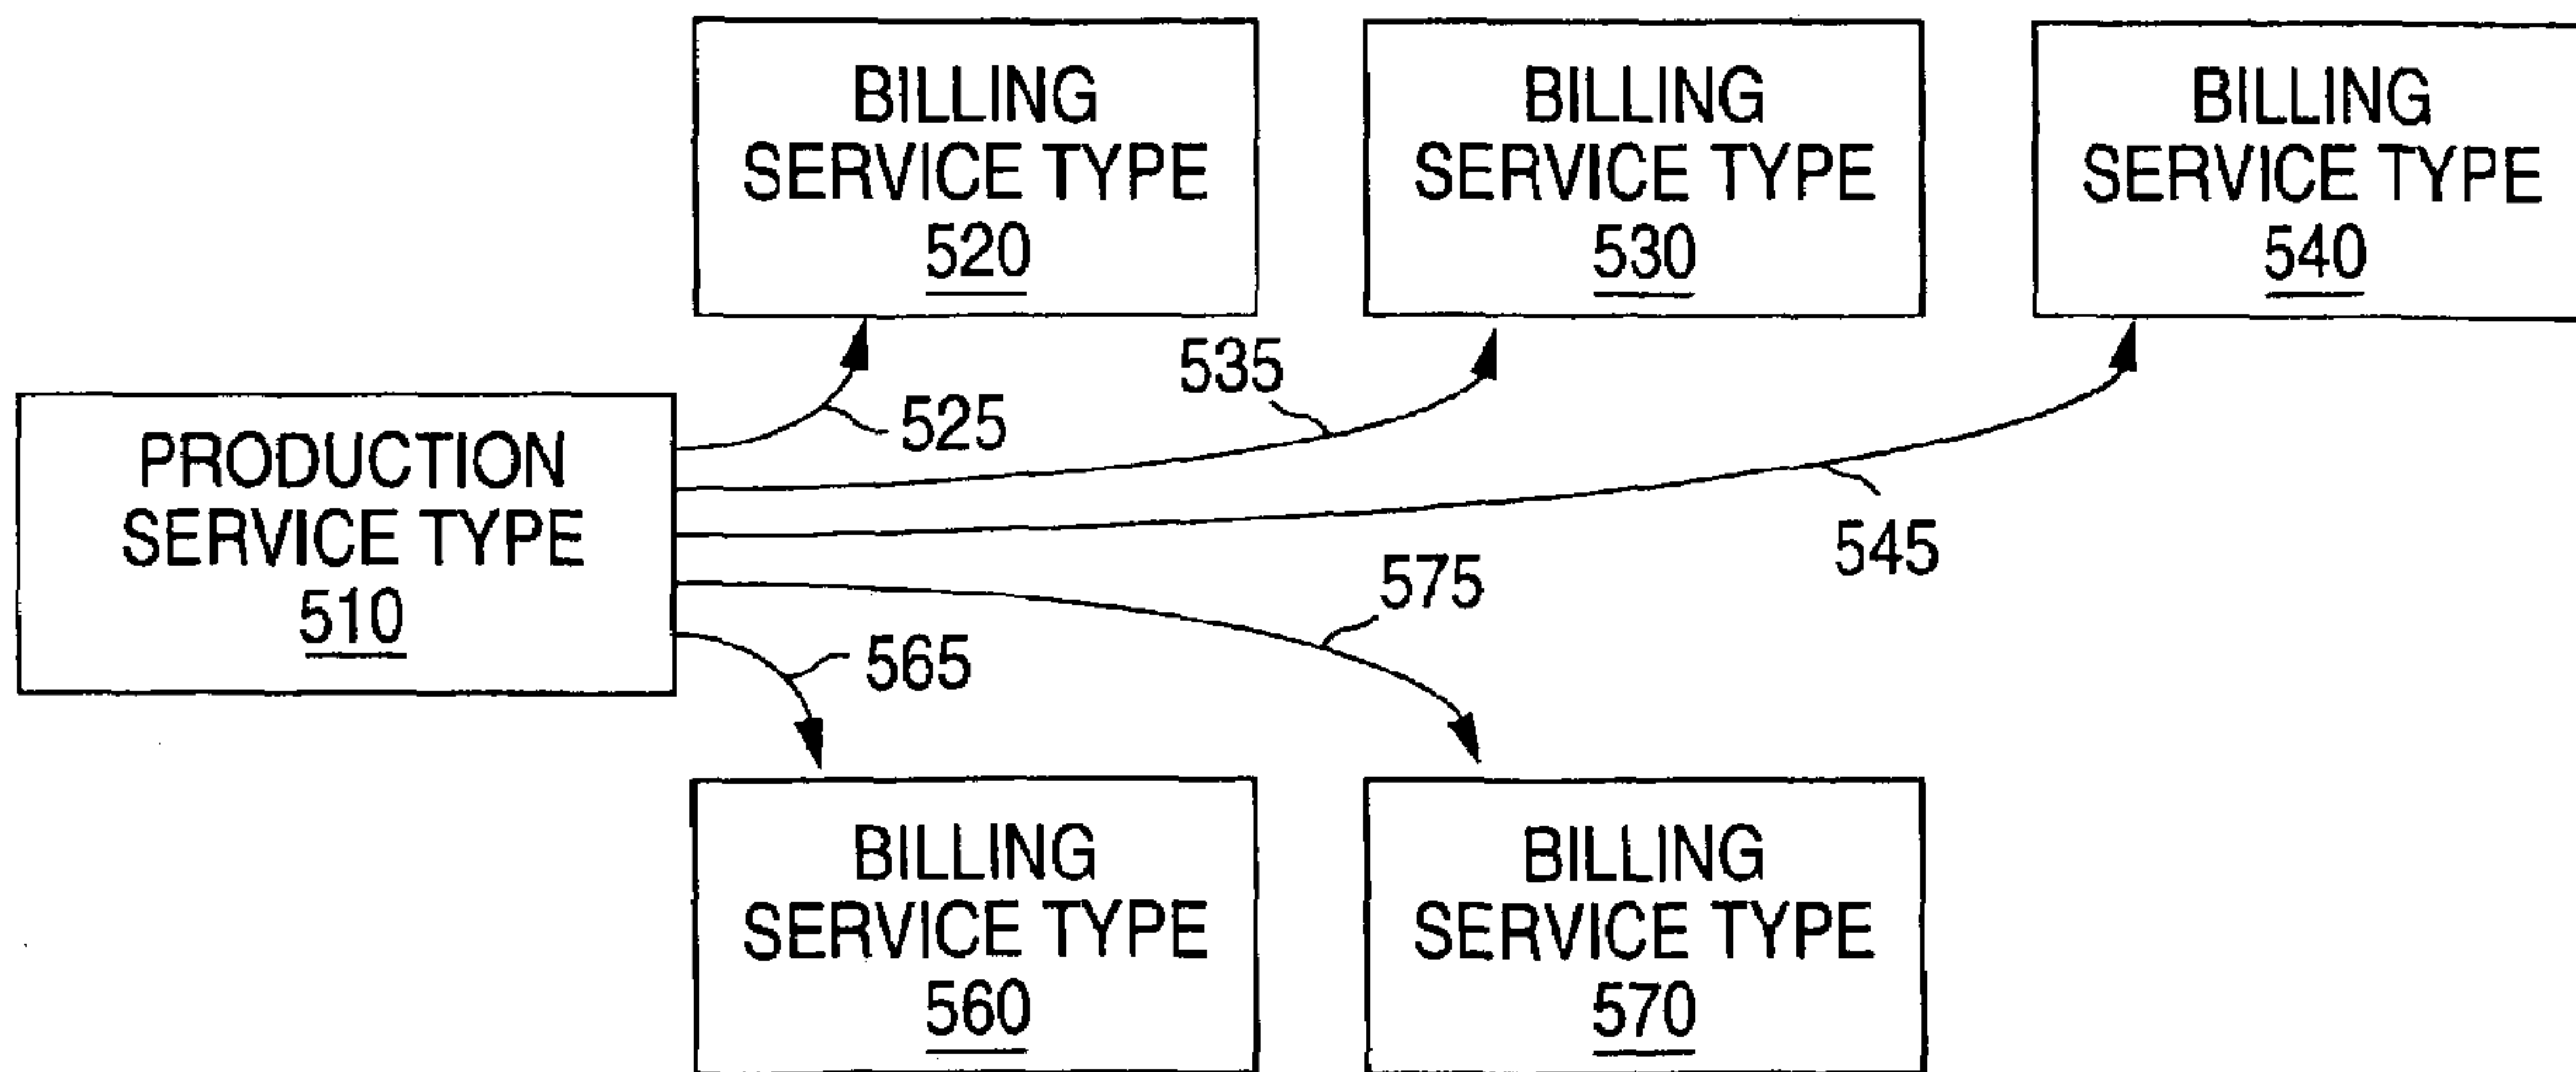 BILLING
SERVICE TYPE
520
BILLING
SERVICE TYPE
530
BILLING
SERVICE TYPE
540
535
525
PRODUCTION
SERVICE TYPE
510
545
575
565
BILLING
SERVICE TYPE
560
BILLING
SERVICE TYPE
570